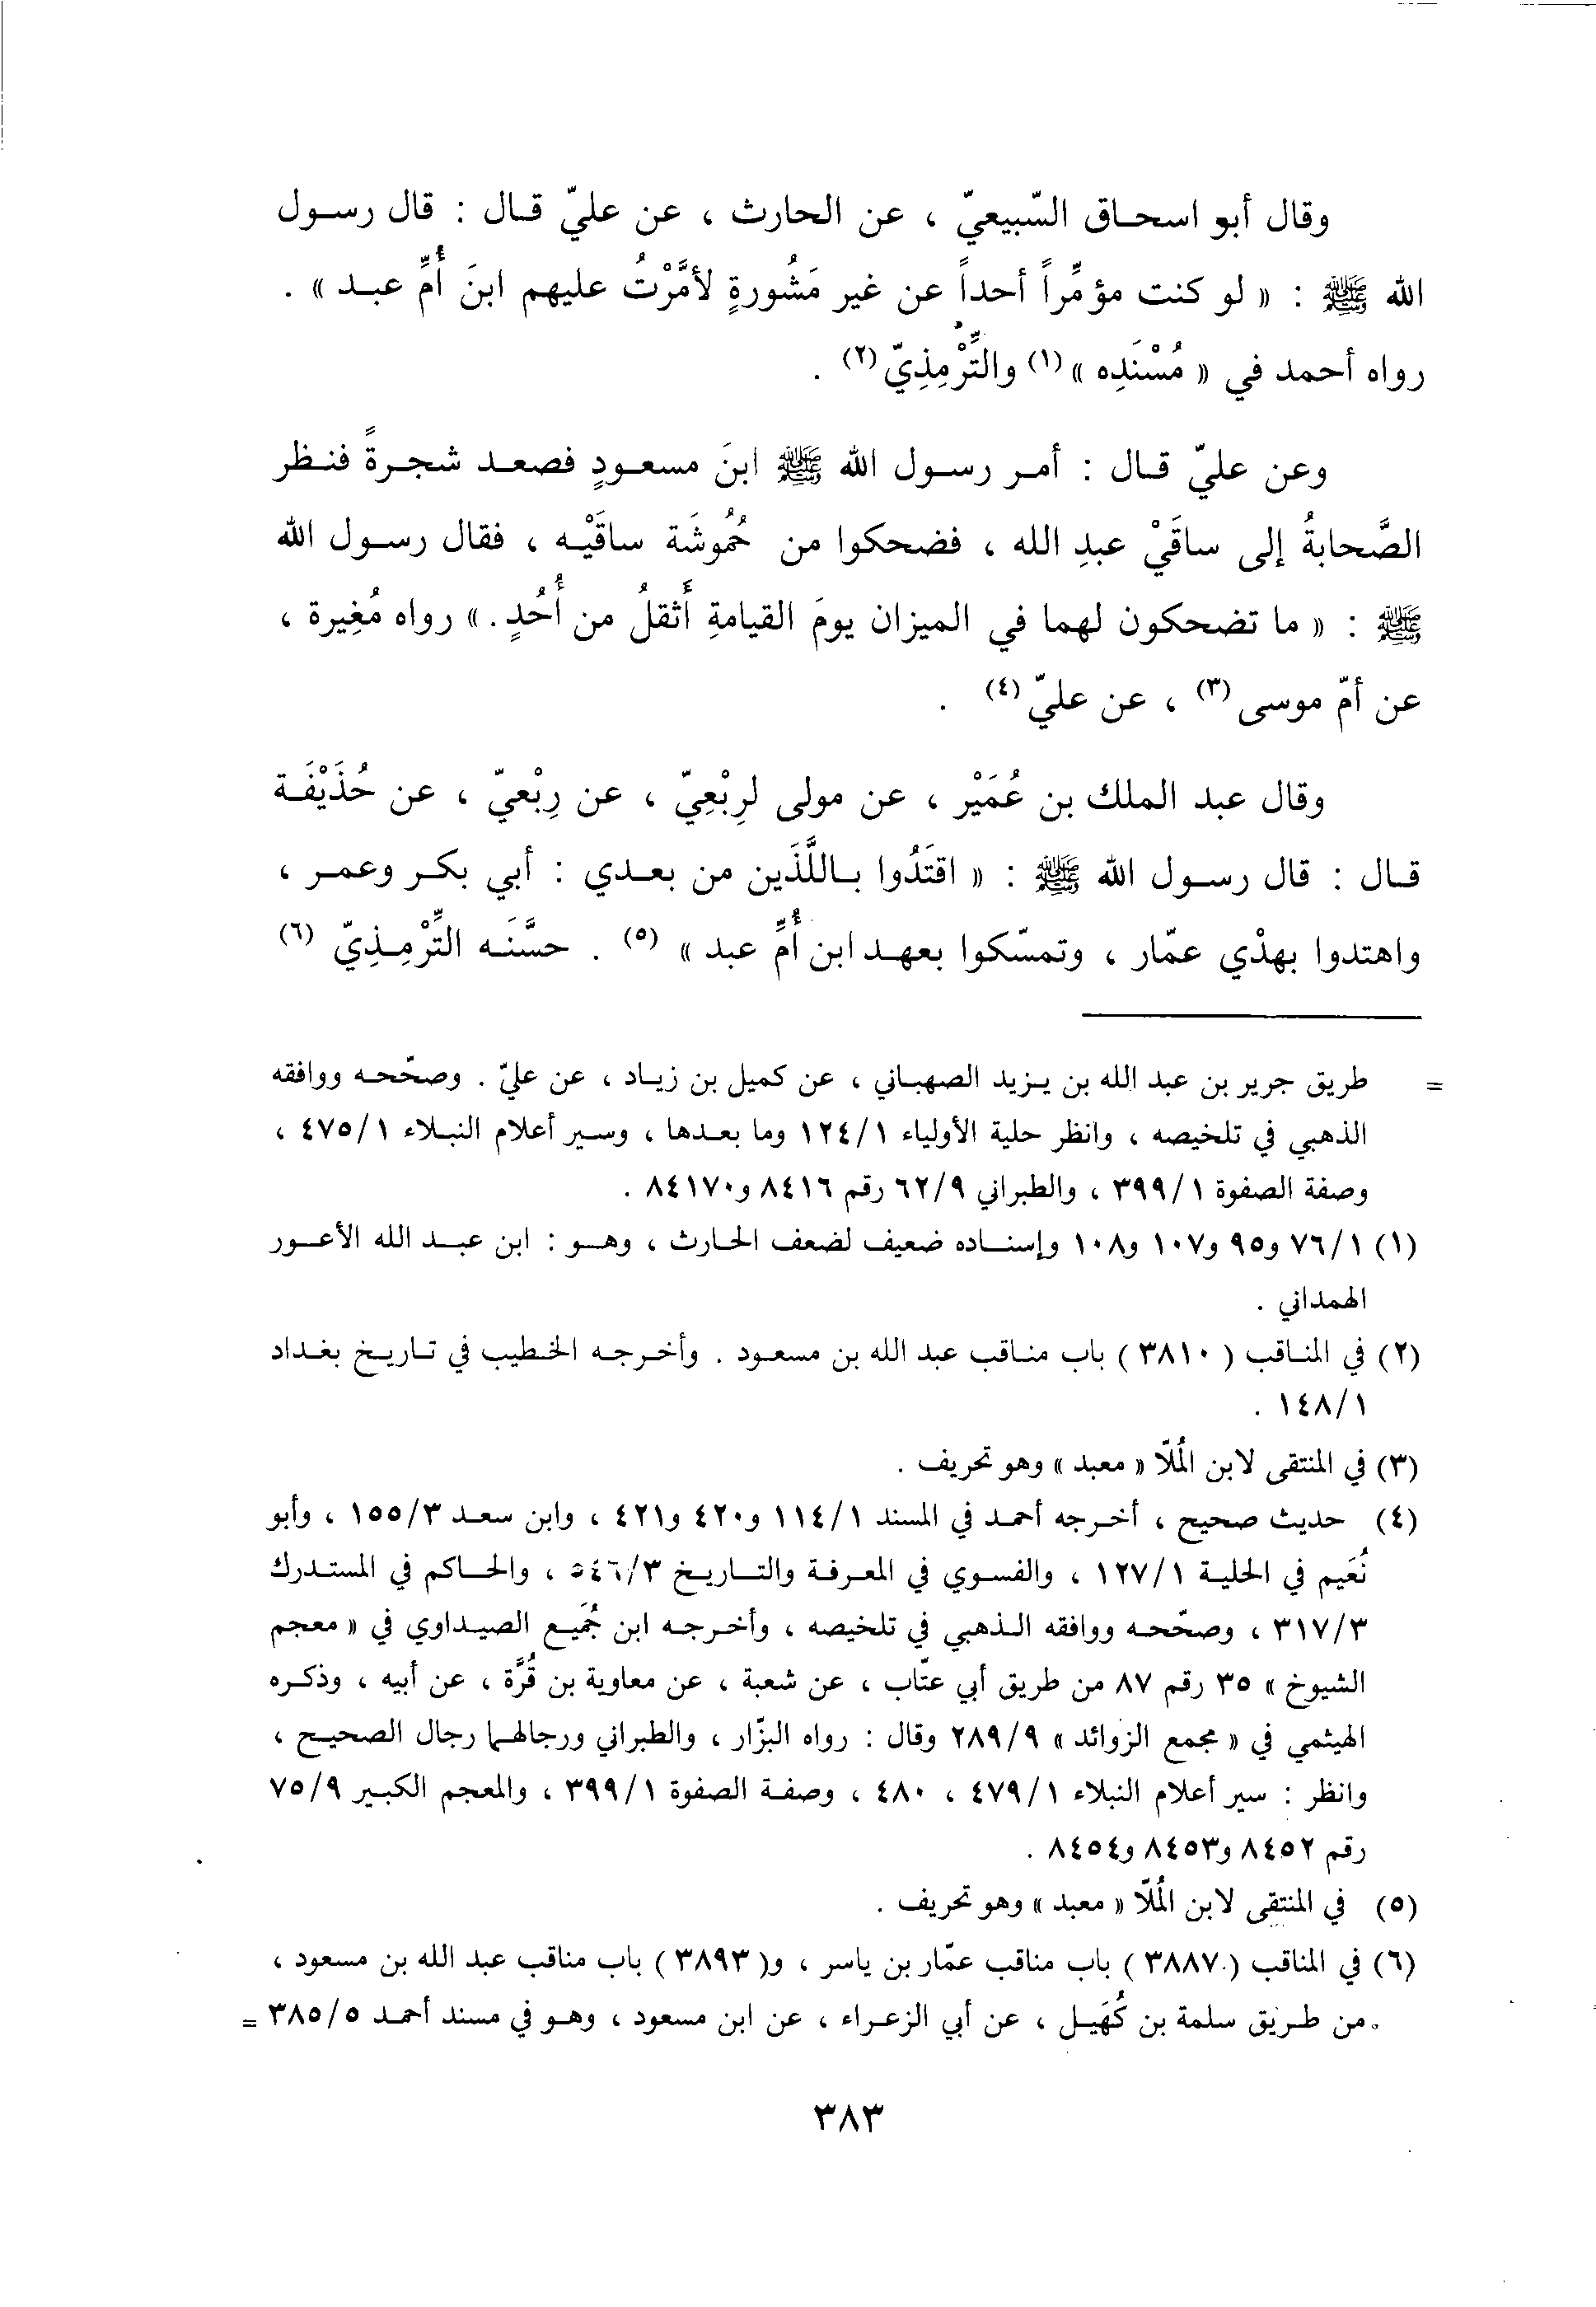 وقال أبو اسحاق السّبيعيّ ، عن الحارث ، عن عليّ قال : قال رسول
الله ﷺ : « لو كنت مؤمِّراً أحداً عن غير مَشُورةٍ لأمَّرْتُ عليهم ابنَ أُمِّ عبد » .
رواه أحمد في « مُسْنَدِه » (١) والتِّرْمِذِيّ (٢) .
وعن عليّ قال : أمر رسول الله ﷺ ابنَ مسعودٍ فصعد شجرةً فنظر
الصَّحابةُ إلى ساقَيْ عبدِ الله ، فضحكوا من حُمُوشَة ساقَيْه ، فقال رسول الله
ﷺ : « ما تضحكون لهما في الميزان يومَ القيامةِ أَثقلُ من أُحُدٍ . » رواه مُغِيرة ،
عن أمّ موسى (٣) ، عن عليّ (٤) .
وقال عبد الملك بن عُمَيْر ، عن مولى لرِبْعِيّ ، عن رِبْعيّ ، عن حُذَيْفَة
قال : قال رسول الله ﷺ : « اقتَدُوا باللَّذَين من بعدي : أبي بكر وعمر ،
واهتدوا بهدْي عمّار ، وتمسّكوا بعهد ابن أُمِّ عبد » (٥) . حسَّنَه التِّرْمِذِيّ (٦)
= طريق جرير بن عبد الله بن يزيد الصهباني ، عن كميل بن زياد ، عن عليّ . وصحّحه ووافقه
الذهبي في تلخيصه ، وانظر حلية الأولياء ١٢٤/١ وما بعدها ، وسير أعلام النبلاء ٤٧٥/١ ،
وصفة الصفوة ٣٩٩/١ ، والطبراني ٦٢/٩ رقم ٨٤١٦ و٨٤١٧٠ .
(١) ٧٦/١ و٩٥ و١٠٧ و١٠٨ وإسناده ضعيف لضعف الحارث ، وهو : ابن عبد الله الأعور
الهمداني .
(٢) في المناقب ( ٣٨١٠ ) باب مناقب عبد الله بن مسعود . وأخرجه الخطيب في تاريخ بغداد
١٤٨/١ .
(٣) في المنتقى لابن المُلّا « معبد » وهو تحريف .
(٤) حديث صحيح ، أخرجه أحمد في المسند ١١٤/١ و٤٢٠ و٤٢١ ، وابن سعد ١٥٥/٣ ، وأبو
نُعَيم في الحلية ١٢٧/١ ، والفسوي في المعرفة والتاريخ ٥٤٦/٣ ، والحاكم في المستدرك
٣١٧/٣ ، وصحّحه ووافقه الذهبي في تلخيصه ، وأخرجه ابن جُمَيع الصيداوي في « معجم
الشيوخ » ٣٥ رقم ٨٧ من طريق أبي عتّاب ، عن شعبة ، عن معاوية بن قُرَّة ، عن أبيه ، وذكره
الهيثمي في « مجمع الزوائد » ٢٨٩/٩ وقال : رواه البزّار ، والطبراني ورجالهما رجال الصحيح ،
وانظر : سير أعلام النبلاء ٤٧٩/١ ، ٤٨٠ ، وصفة الصفوة ٣٩٩/١ ، والمعجم الكبير ٧٥/٩
رقم ٨٤٥٢ و٨٤٥٣ و٨٤٥٤ .
(٥) في المنتقى لابن المُلّا « معبد » وهو تحريف .
(٦) في المناقب ( ٣٨٨٧ ) باب مناقب عمّار بن ياسر ، و( ٣٨٩٣ ) باب مناقب عبد الله بن مسعود ،
من طريق سلمة بن كُهَيل ، عن أبي الزعراء ، عن ابن مسعود ، وهو في مسند أحمد ٣٨٥/٥ =
٣٨٣